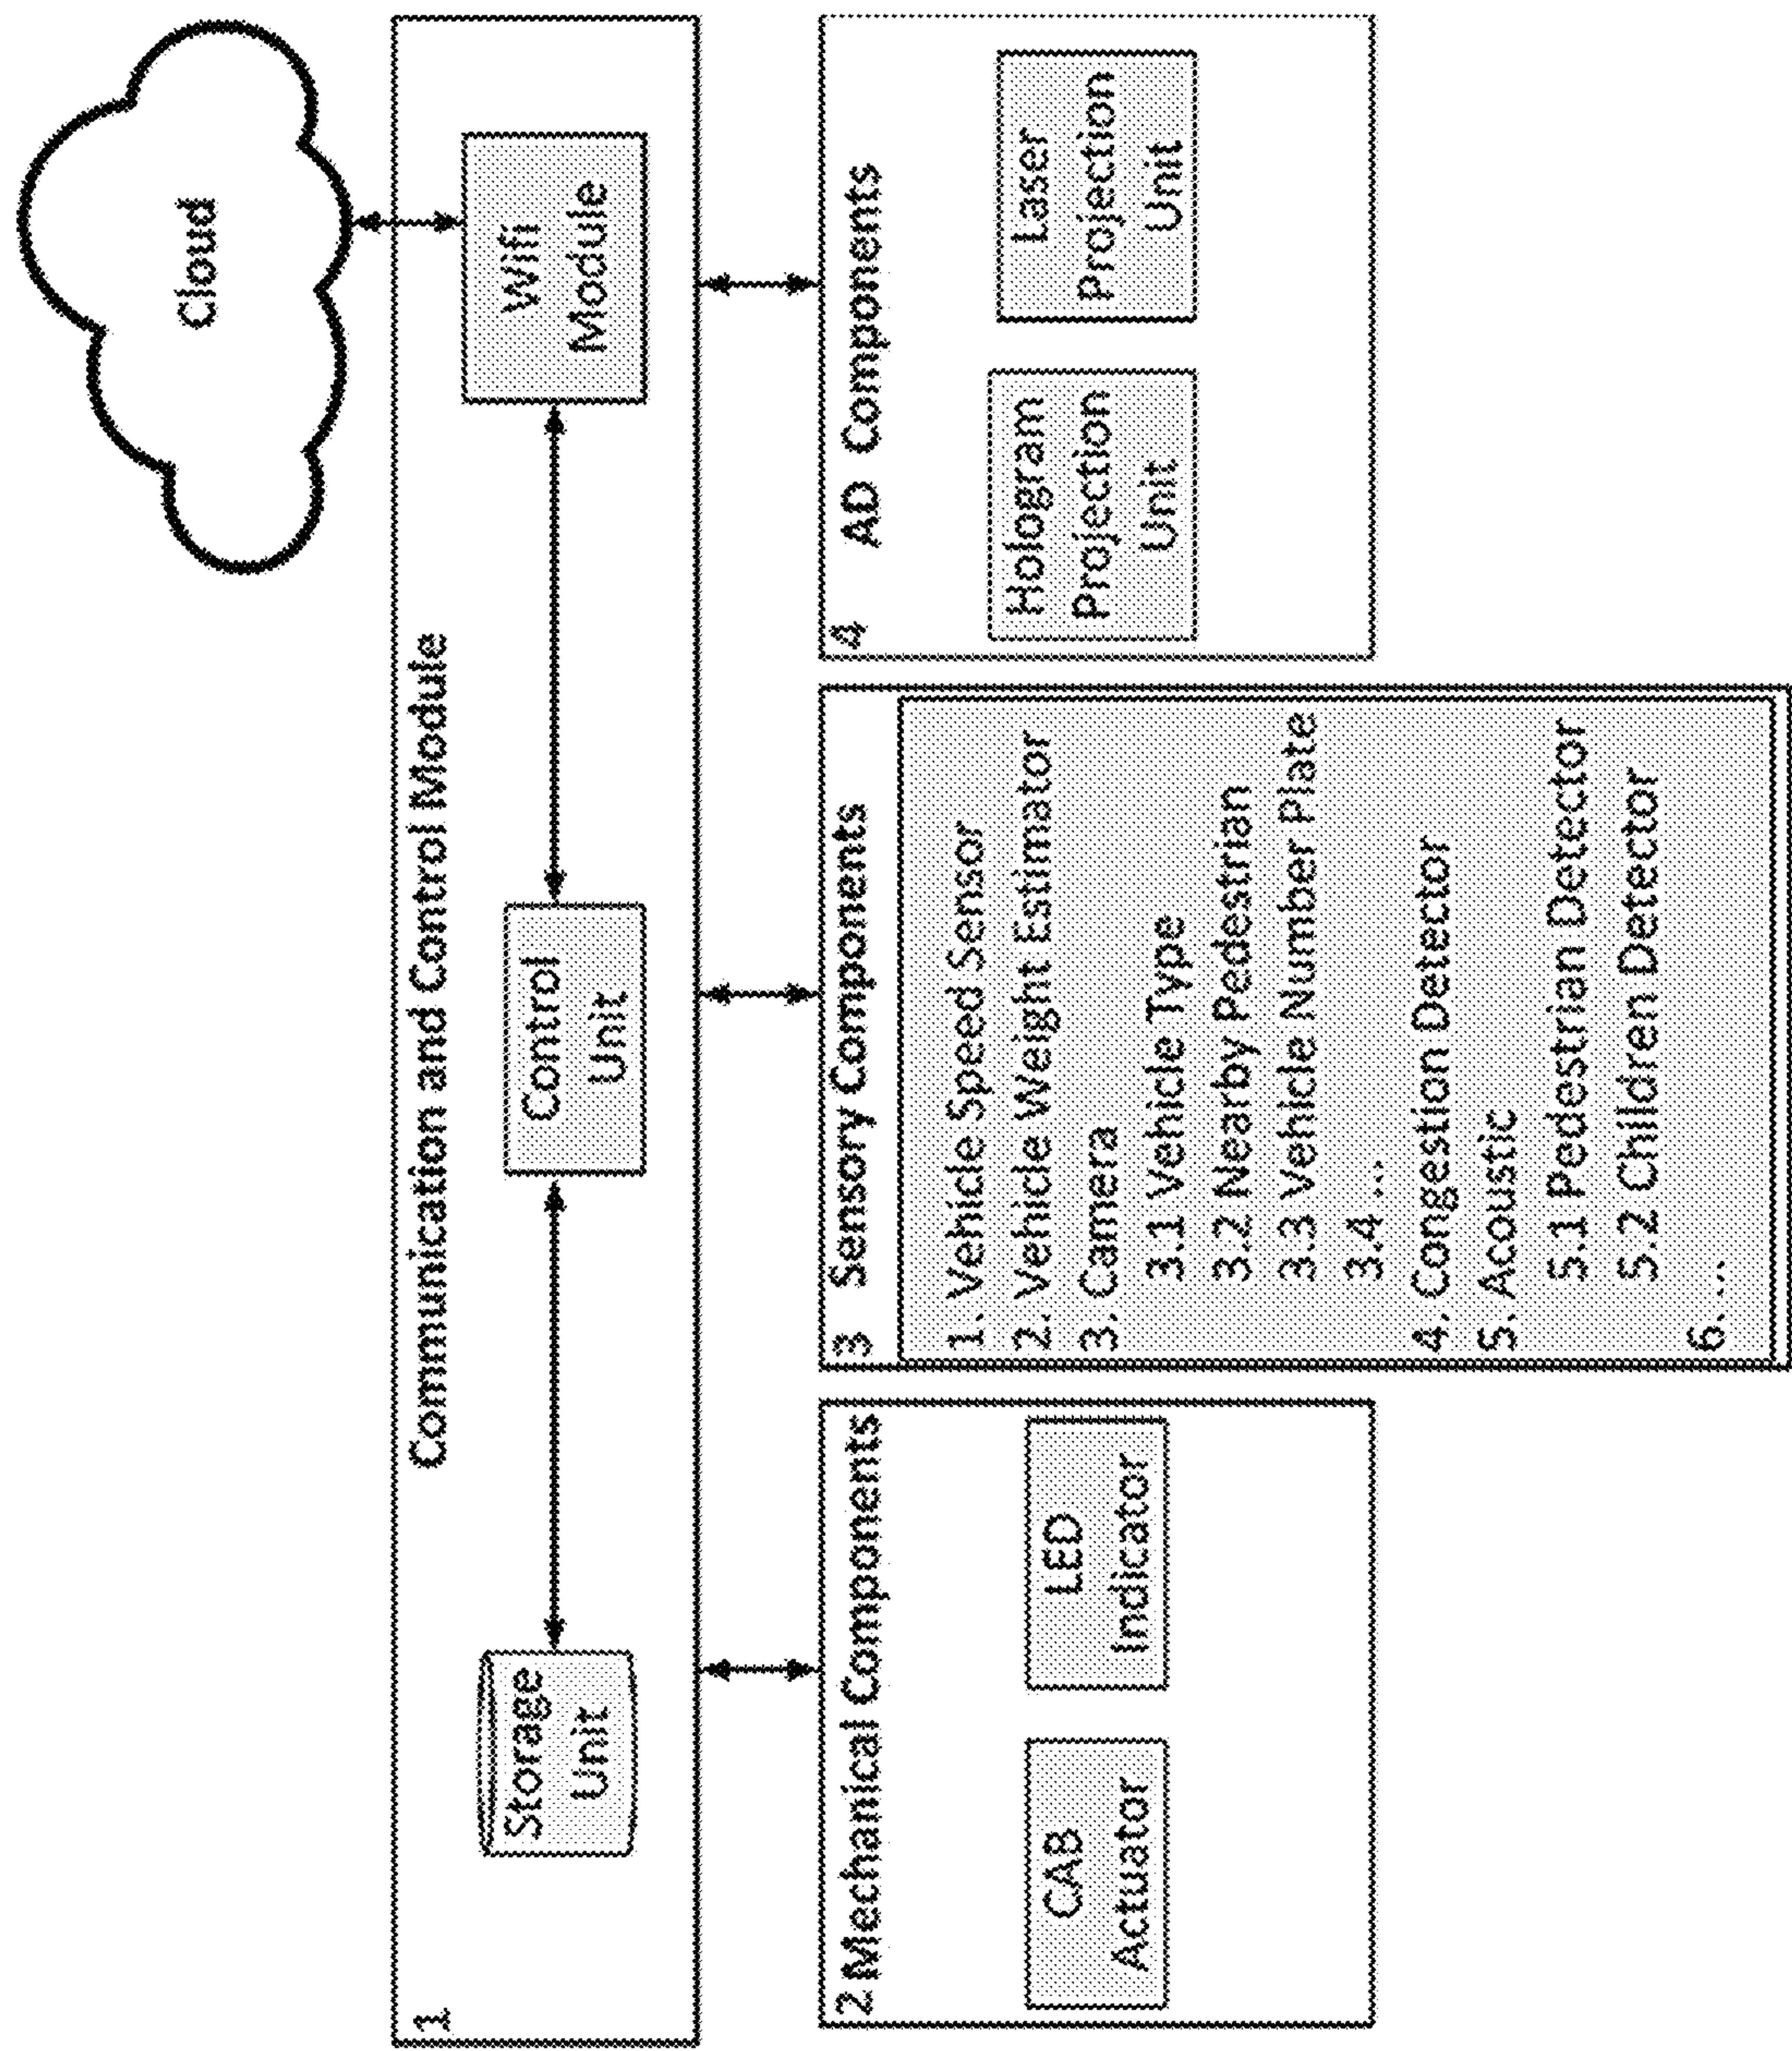 Cloud
1
Communication and Control Module
Storage
Unit
Control
Unit
Wifi
Module
2 Mechanical Components
CAB
Actuator
LED
Indicator
3 Sensory Components
1. Vehicle Speed Sensor
2. Vehicle Weight Estimator
3. Camera
3.1 Vehicle Type
3.2 Nearby Pedestrian
3.3 Vehicle Number Plate
3.4 ...
4. Congestion Detector
5. Acoustic
5.1 Pedestrian Detector
5.2 Children Detector
6. ...
4 AD Components
Hologram
Projection
Unit
Laser
Projection
Unit